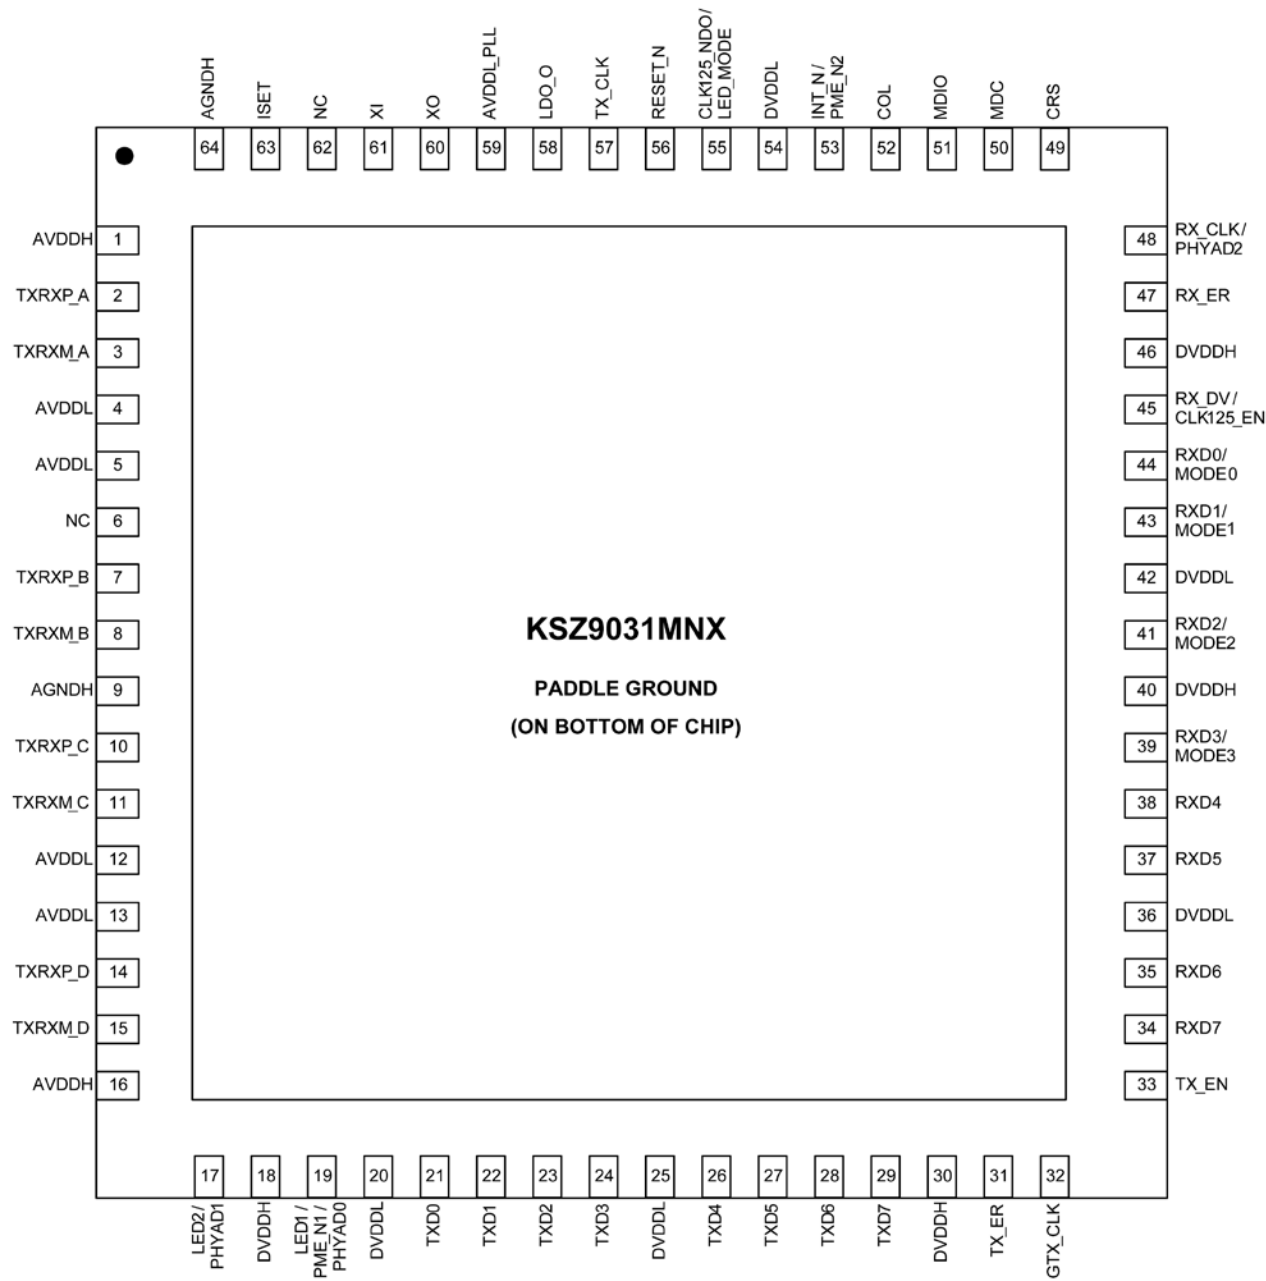 AGNDH
ISET
NC
XI
XO
AVDDL_PLL
LDO_O
TX_CLK
RESET_N
CLK125_NDO/
LED_MODE
DVDDL
INT_N /
PME_N2
COL
MDIO
MDC
CRS
64
63
62
61
60
59
58
57
56
55
54
53
52
51
50
49
AVDDH 1
TXRXP_A 2
TXRXM_A 3
AVDDL 4
AVDDL 5
NC 6
TXRXP_B 7
TXRXM_B 8
AGNDH 9
TXRXP_C 10
TXRXM_C 11
AVDDL 12
AVDDL 13
TXRXP_D 14
TXRXM_D 15
AVDDH 16
KSZ9031MNX
PADDLE GROUND
(ON BOTTOM OF CHIP)
48 RX_CLK/
PHYAD2
47 RX_ER
46 DVDDH
45 RX_DV /
CLK125_EN
44 RXD0/
MODE0
43 RXD1/
MODE1
42 DVDDL
41 RXD2/
MODE2
40 DVDDH
39 RXD3/
MODE3
38 RXD4
37 RXD5
36 DVDDL
35 RXD6
34 RXD7
33 TX_EN
17
18
19
20
21
22
23
24
25
26
27
28
29
30
31
32
LED2/
PHYAD1
DVDDH
LED1 /
PME_N1 /
PHYAD0
DVDDL
TXD0
TXD1
TXD2
TXD3
DVDDL
TXD4
TXD5
TXD6
TXD7
DVDDH
TX_ER
GTX_CLK